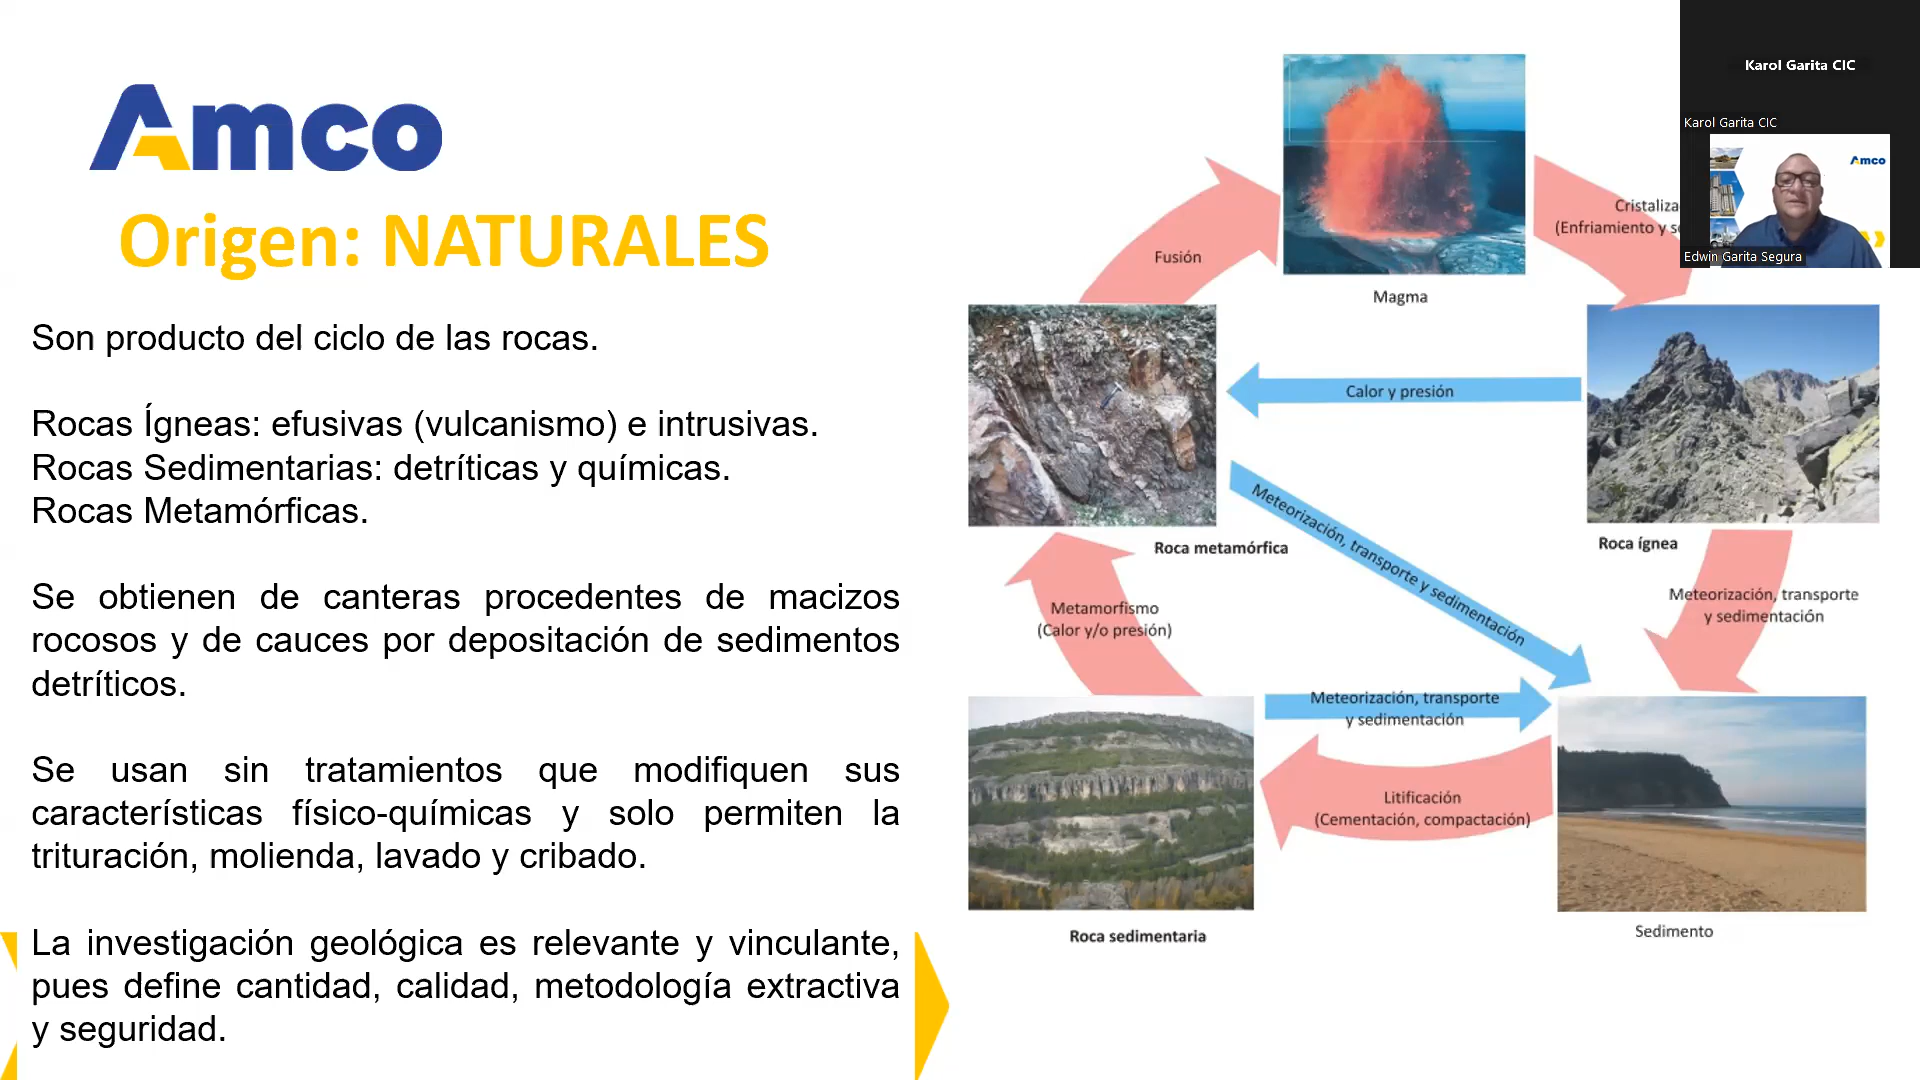 Amco
Origen: NATURALES
Son producto del ciclo de las rocas.
Rocas Ígneas: efusivas (vulcanismo) e intrusivas.
Rocas Sedimentarias: detríticas y químicas.
Rocas Metamórficas.
Se obtienen de canteras procedentes de macizos
rocosos y de cauces por depositación de sedimentos
detríticos.
Se usan sin tratamientos que modifiquen sus
características físico-químicas y solo permiten la
trituración, molienda, lavado y cribado.
La investigación geológica es relevante y vinculante,
pues define cantidad, calidad, metodología extractiva
y seguridad.
Fusión
Magma
Cristaliza
(Enfriamiento y s
Calor y presión
Meteorización, transporte y sedimentación
Roca metamórfica
Roca ígnea
Metamorfismo
(Calor y/o presión)
Meteorización, transporte
y sedimentación
Meteorización, transporte
y sedimentación
Litificación
(Cementación, compactación)
Roca sedimentaria
Sedimento
Karol Garita CIC
Karol Garita CIC
Amco
Edwin Garita Segura